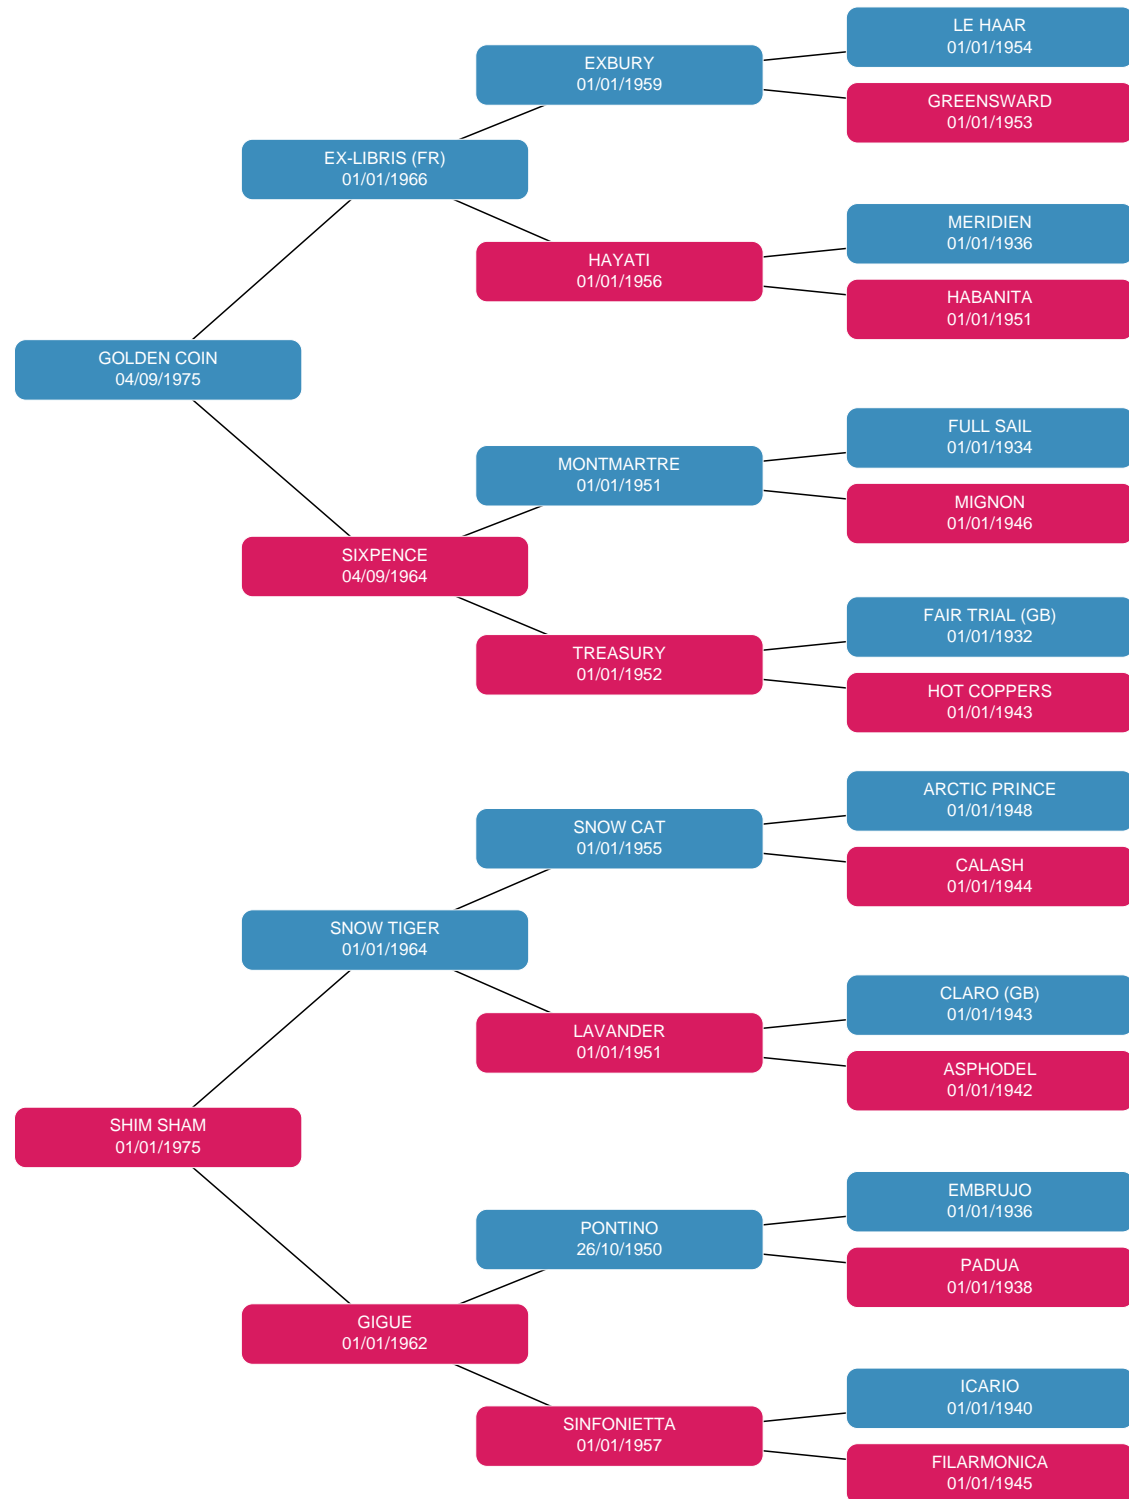 LE HAAR
01/01/1954
EXBURY
01/01/1959
GREENSWARD
01/01/1953
EX-LIBRIS (FR)
01/01/1966
MERIDIEN
01/01/1936
HAYATI
01/01/1956
HABANITA
01/01/1951
GOLDEN COIN
04/09/1975
FULL SAIL
01/01/1934
MONTMARTRE
01/01/1951
MIGNON
01/01/1946
SIXPENCE
04/09/1964
FAIR TRIAL (GB)
01/01/1932
TREASURY
01/01/1952
HOT COPPERS
01/01/1943
ARCTIC PRINCE
01/01/1948
SNOW CAT
01/01/1955
CALASH
01/01/1944
SNOW TIGER
01/01/1964
CLARO (GB)
01/01/1943
LAVANDER
01/01/1951
ASPHODEL
01/01/1942
SHIM SHAM
01/01/1975
EMBRUJO
01/01/1936
PONTINO
26/10/1950
PADUA
01/01/1938
GIGUE
01/01/1962
ICARIO
01/01/1940
SINFONIETTA
01/01/1957
FILARMONICA
01/01/1945